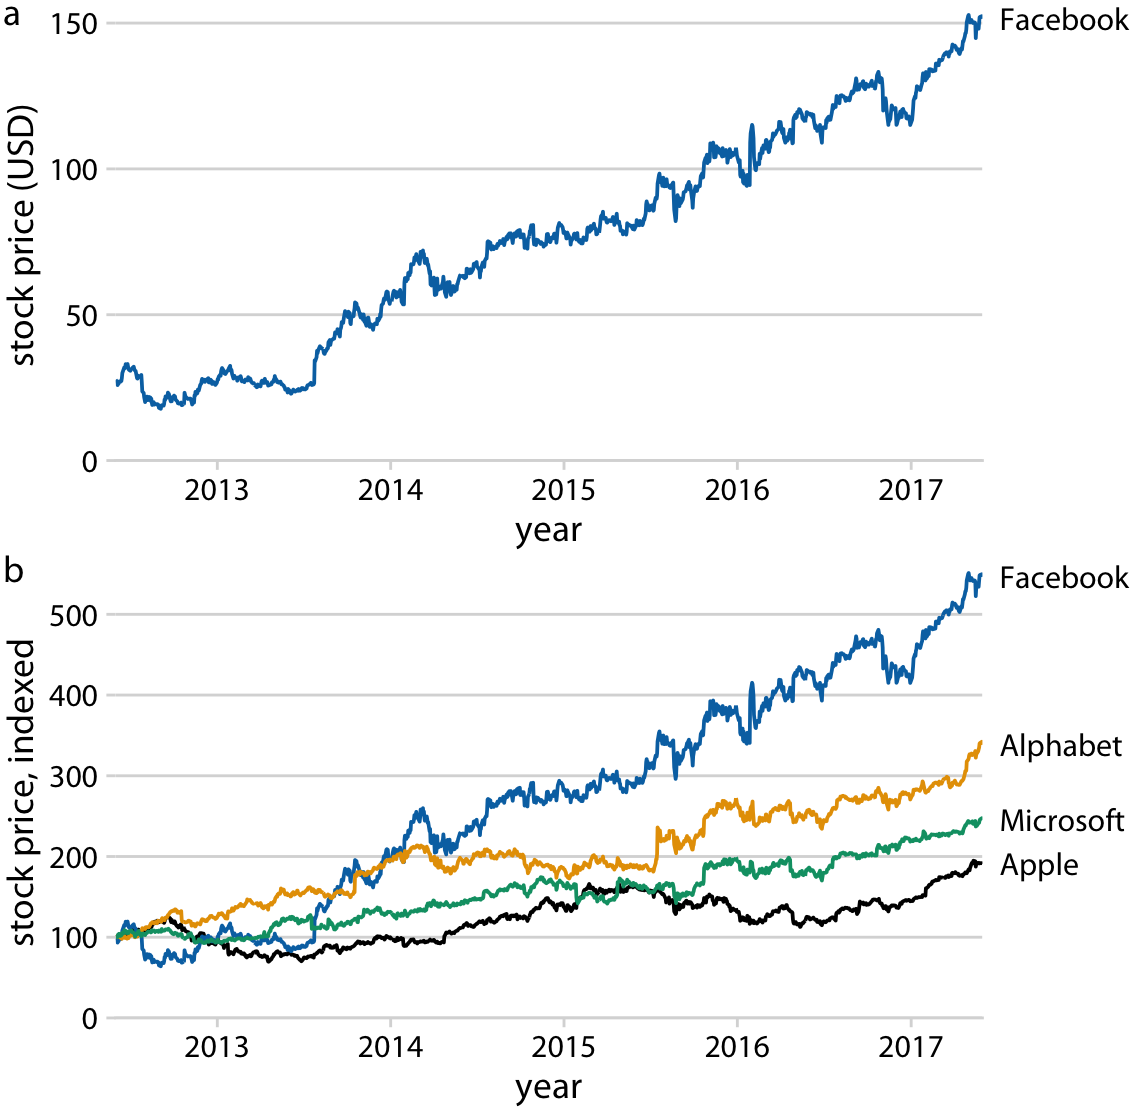 a
Facebook
150
100
50
0
stock price (USD)
2013 2014 2015 2016 2017
year
b
Facebook
Alphabet
Microsoft
Apple
500
400
300
200
100
0
stock price, indexed
2013 2014 2015 2016 2017
year